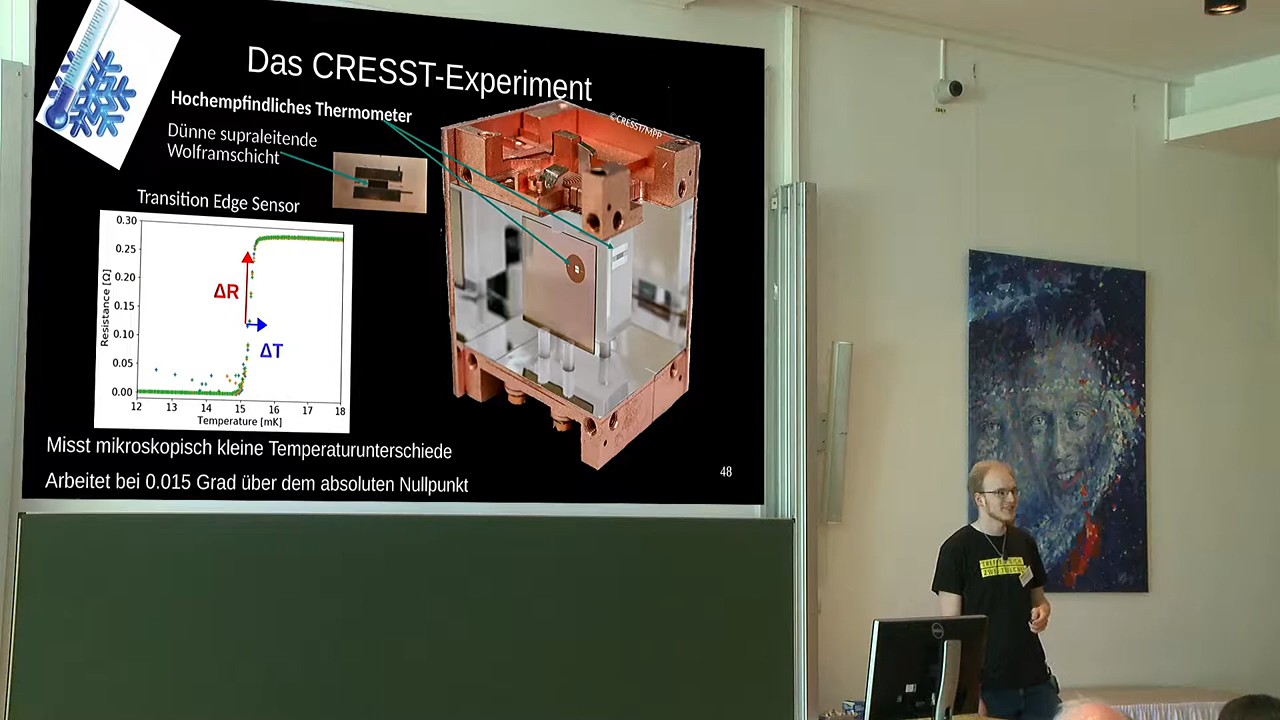 Das CRESST-Experiment
Hochempfindliches Thermometer
©CRESST/MPP
Dünne supraleitende
Wolframschicht
Transition Edge Sensor
0.30
0.25
0.20
0.15
0.10
0.05
0.00
Resistance [Ω]
ΔR
ΔT
12 13 14 15 16 17 18
Temperature [mK]
Misst mikroskopisch kleine Temperaturunterschiede
Arbeitet bei 0.015 Grad über dem absoluten Nullpunkt
48
DELL